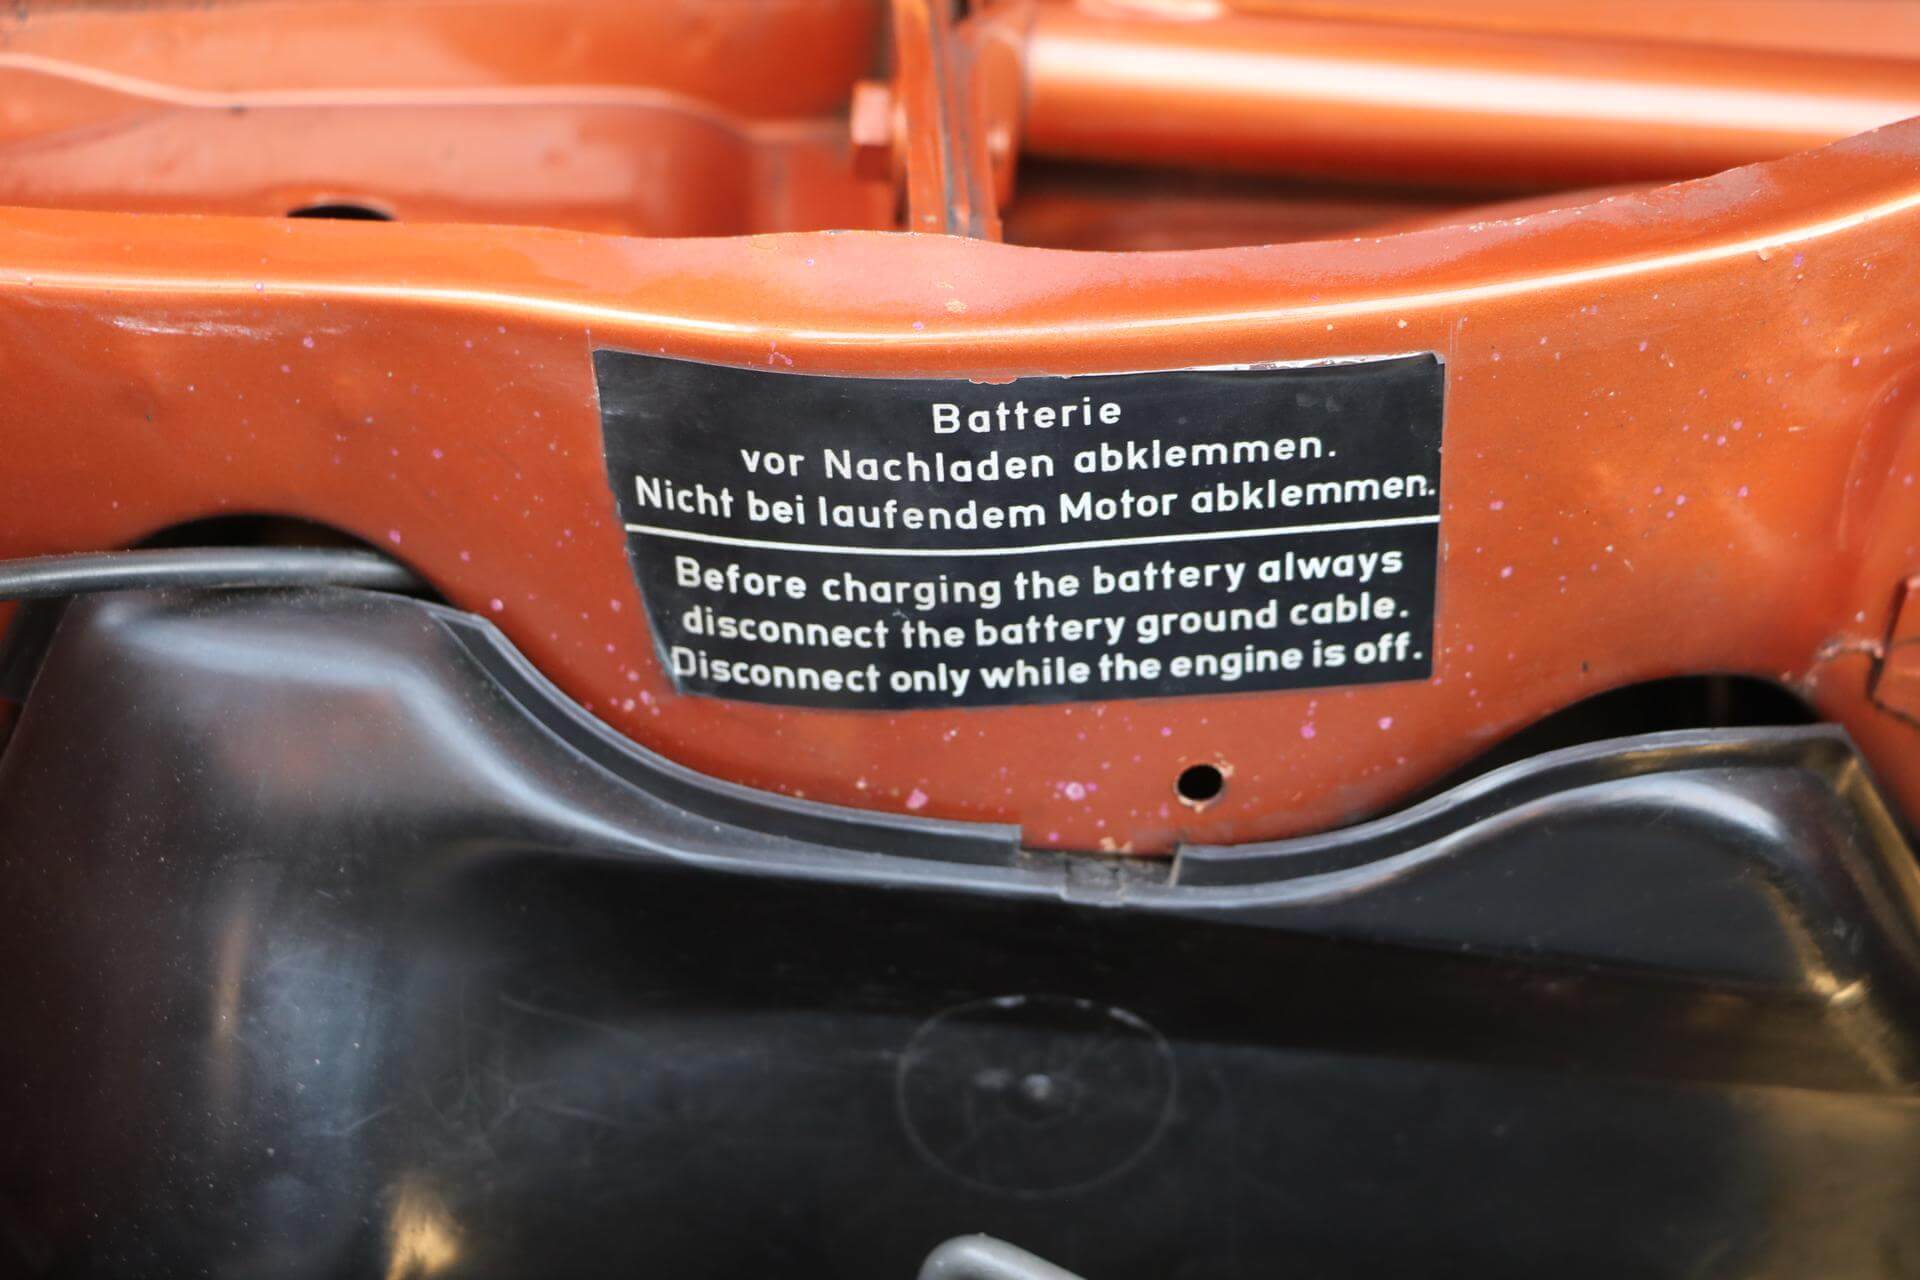 Batterie
vor Nachladen abklemmen.
Nicht bei laufendem Motor abklemmen.
Before charging the battery always
disconnect the battery ground cable.
Disconnect only while the engine is off.